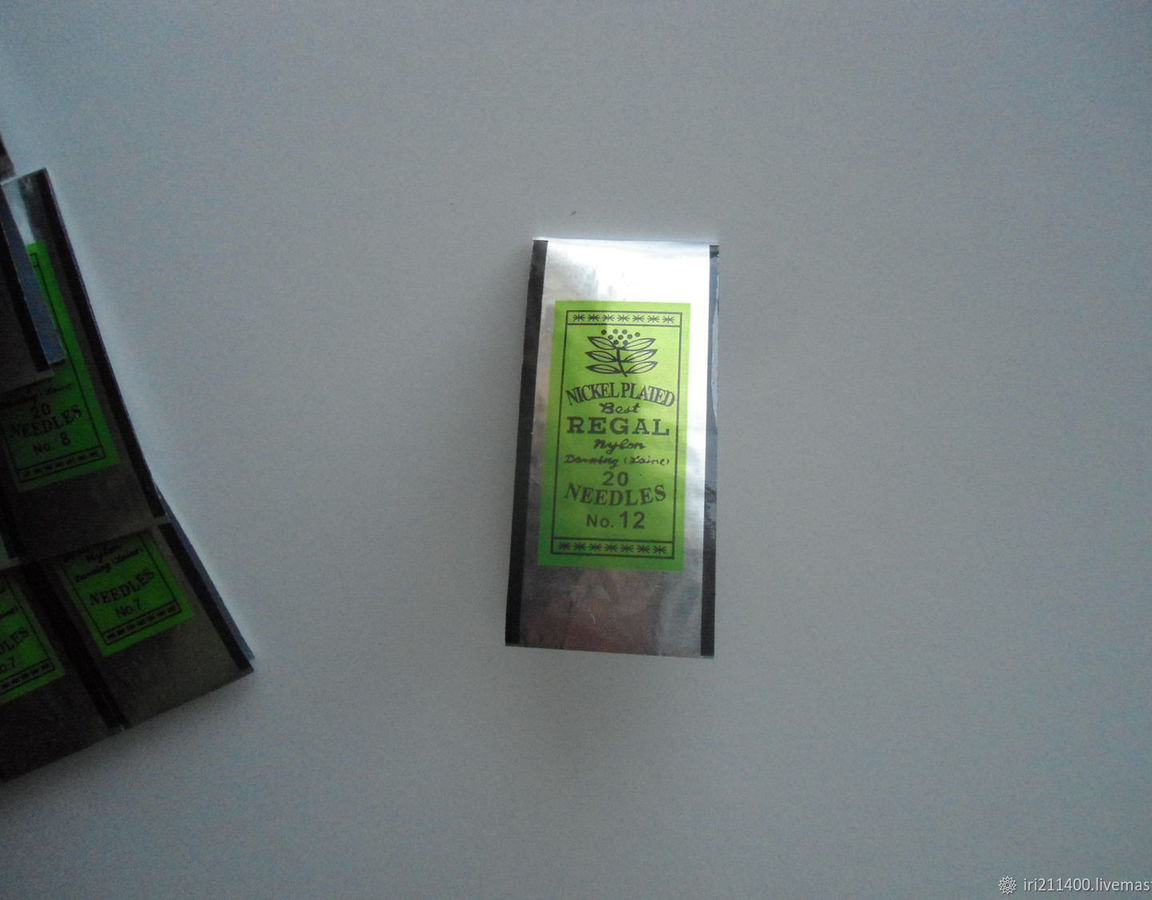 NICKEL PLATED
Best
REGAL
Nylon
Darning (Laine)
20
NEEDLES
No. 12
20
NEEDLES
No. 8
Nylon
NEEDLES
No. 7
iri211400.livemas